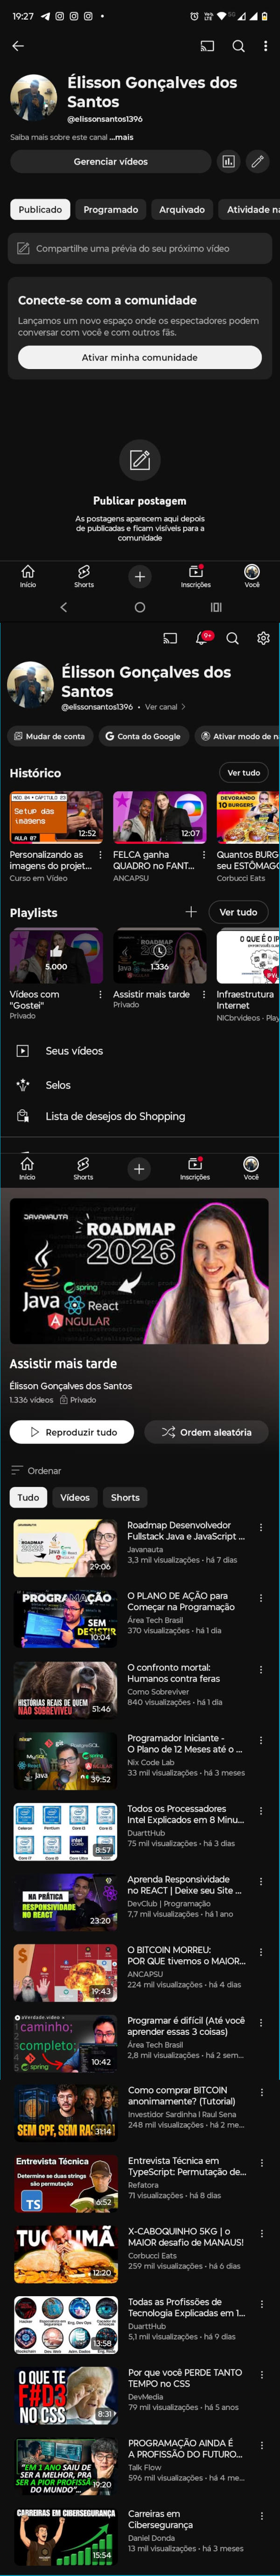 19:27
Élisson Gonçalves dos
Santos
@elissonsantos1396
Saiba mais sobre este canal ...mais
Gerenciar vídeos
Publicado
Programado
Arquivado
Atividade na
Compartilhe uma prévia do seu próximo vídeo
Conecte-se com a comunidade
Lançamos um novo espaço onde os espectadores podem
conversar com você e com outros fãs.
Ativar minha comunidade
Publicar postagem
As postagens aparecem aqui depois
de publicadas e ficam visíveis para a
comunidade
Início
Shorts
Inscrições
Você
9+
Élisson Gonçalves dos
Santos
@elissonsantos1396 • Ver canal
Mudar de conta
Conta do Google
Ativar modo de n
Histórico
Ver tudo
MÓD 04 • CAPÍTULO 23
Setup das
imagens
AULA 07
12:52
12:07
DEVORANDO
10 BURGERS
Personalizando as
imagens do projet...
Curso em Vídeo
FELCA ganha
QUADRO no FANT...
ANCAPSU
Quantos BURG
seu ESTÔMAGO
Corbucci Eats
Playlists
Ver tudo
5.000
ROADMAP
1.336
O QUE É O IP
Vídeos com
"Gostei"
Privado
Assistir mais tarde
Privado
Infraestrutura
Internet
NICbrvideos • Play
Seus vídeos
Selos
Lista de desejos do Shopping
Início
Shorts
Inscrições
Você
JAVANAUTA
ROADMAP
2026
spring
Java
React
ANGULAR
Assistir mais tarde
Élisson Gonçalves dos Santos
1.336 vídeos
Privado
Reproduzir tudo
Ordem aleatória
Ordenar
Tudo
Vídeos
Shorts
ROADMAP
29:06
Roadmap Desenvolvedor
Fullstack Java e JavaScript ...
Javanauta
3,3 mil visualizações • há 7 dias
PROGRAMAÇÃO
SEM
DESISTIR
10:04
O PLANO DE AÇÃO para
Começar na Programação
Área Tech Brasil
370 visualizações • há 1 dia
HISTÓRIAS REAIS DE QUEM
NÃO SOBREVIVEU
51:46
O confronto mortal:
Humanos contra feras
Como Sobreviver
840 visualizações • há 1 dia
git
PostgreSQL
MySQL
spring
React
Java
39:52
Programador Iniciante -
O Plano de 12 Meses até o ...
Nix Code Lab
33 mil visualizações • há 3 meses
8:57
Todos os Processadores
Intel Explicados em 8 Minu...
DuarttHub
75 mil visualizações • há 3 dias
NA PRÁTICA
RESPONSIVIDADE
NO REACT
23:20
Aprenda Responsividade
no REACT | Deixe seu Site ...
DevClub | Programação
7,7 mil visualizações • há 1 ano
19:43
O BITCOIN MORREU:
POR QUE tivemos o MAIOR...
ANCAPSU
224 mil visualizações • há 4 dias
caminho;
completo;
spring
10:42
Programar é difícil (Até você
aprender essas 3 coisas)
Área Tech Brasil
2,8 mil visualizações • há 2 sem...
SEM CPF, SEM RASTRO!
31:14
Como comprar BITCOIN
anonimamente? (Tutorial)
Investidor Sardinha l Raul Sena
248 mil visualizações • há 2 me...
Entrevista Técnica
Determine se duas strings
são permutação
TS
6:52
Entrevista Técnica em
TypeScript: Permutação de...
Refatora
71 visualizações • há 8 dias
12:20
X-CABOQUINHO 5KG | o
MAIOR desafio de MANAUS!
Corbucci Eats
259 mil visualizações • há 6 dias
13:58
Todas as Profissões de
Tecnologia Explicadas em 1...
DuarttHub
5,1 mil visualizações • há 9 dias
O QUE TE
F#D3
NO CSS
8:31
Por que você PERDE TANTO
TEMPO no CSS
DevMedia
79 mil visualizações • há 5 anos
"EM 1 ANO SAIU DE
SER A MELHOR, PRA
SER A PIOR PROFISSÃO
DO MUNDO"...
19:20
PROGRAMAÇÃO AINDA É
A PROFISSÃO DO FUTURO...
Talk Flow
596 mil visualizações • há 4 me...
CARREIRAS EM CIBERSEGURANÇA
15:54
Carreiras em
Cibersegurança
Daniel Donda
13 mil visualizações • há 3 meses